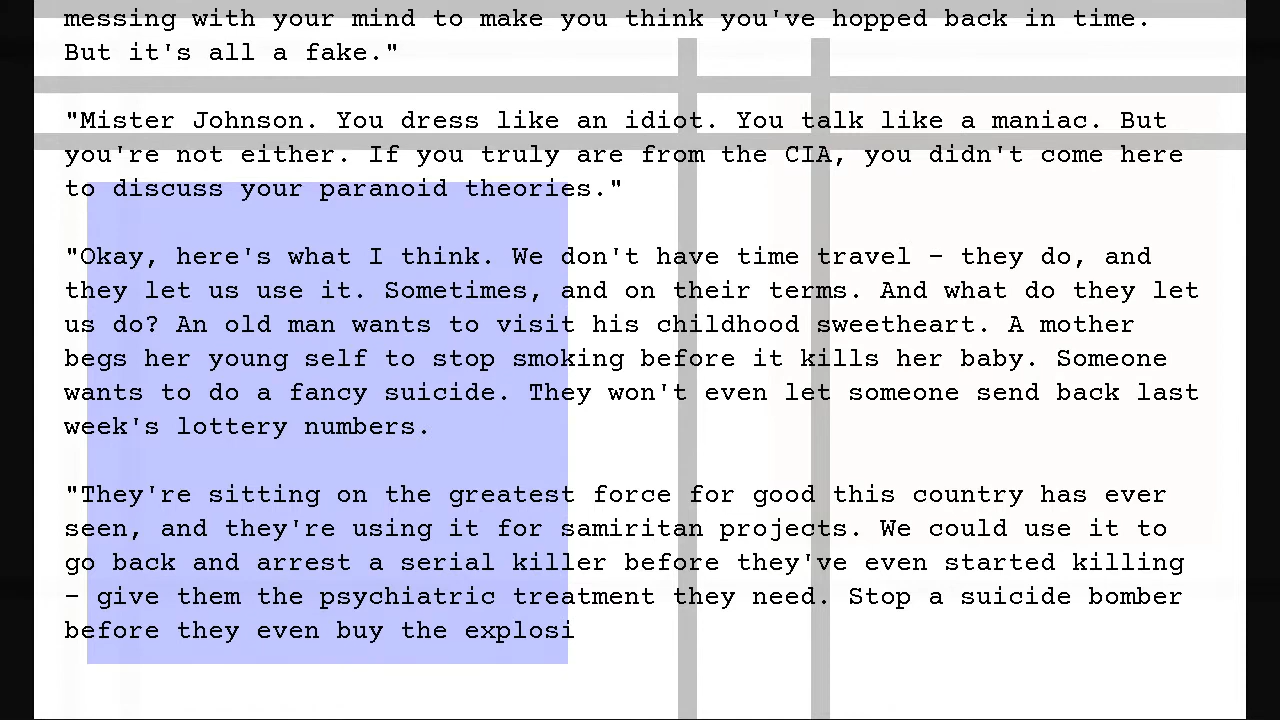 messing with your mind to make you think you've hopped back in time.
But it's all a fake."
"Mister Johnson. You dress like an idiot. You talk like a maniac. But
you're not either. If you truly are from the CIA, you didn't come here
to discuss your paranoid theories."
"Okay, here's what I think. We don't have time travel – they do, and
they let us use it. Sometimes, and on their terms. And what do they let
us do? An old man wants to visit his childhood sweetheart. A mother
begs her young self to stop smoking before it kills her baby. Someone
wants to do a fancy suicide. They won't even let someone send back last
week's lottery numbers.
"They're sitting on the greatest force for good this country has ever
seen, and they're using it for samiritan projects. We could use it to
go back and arrest a serial killer before they've even started killing
– give them the psychiatric treatment they need. Stop a suicide bomber
before they even buy the explosi